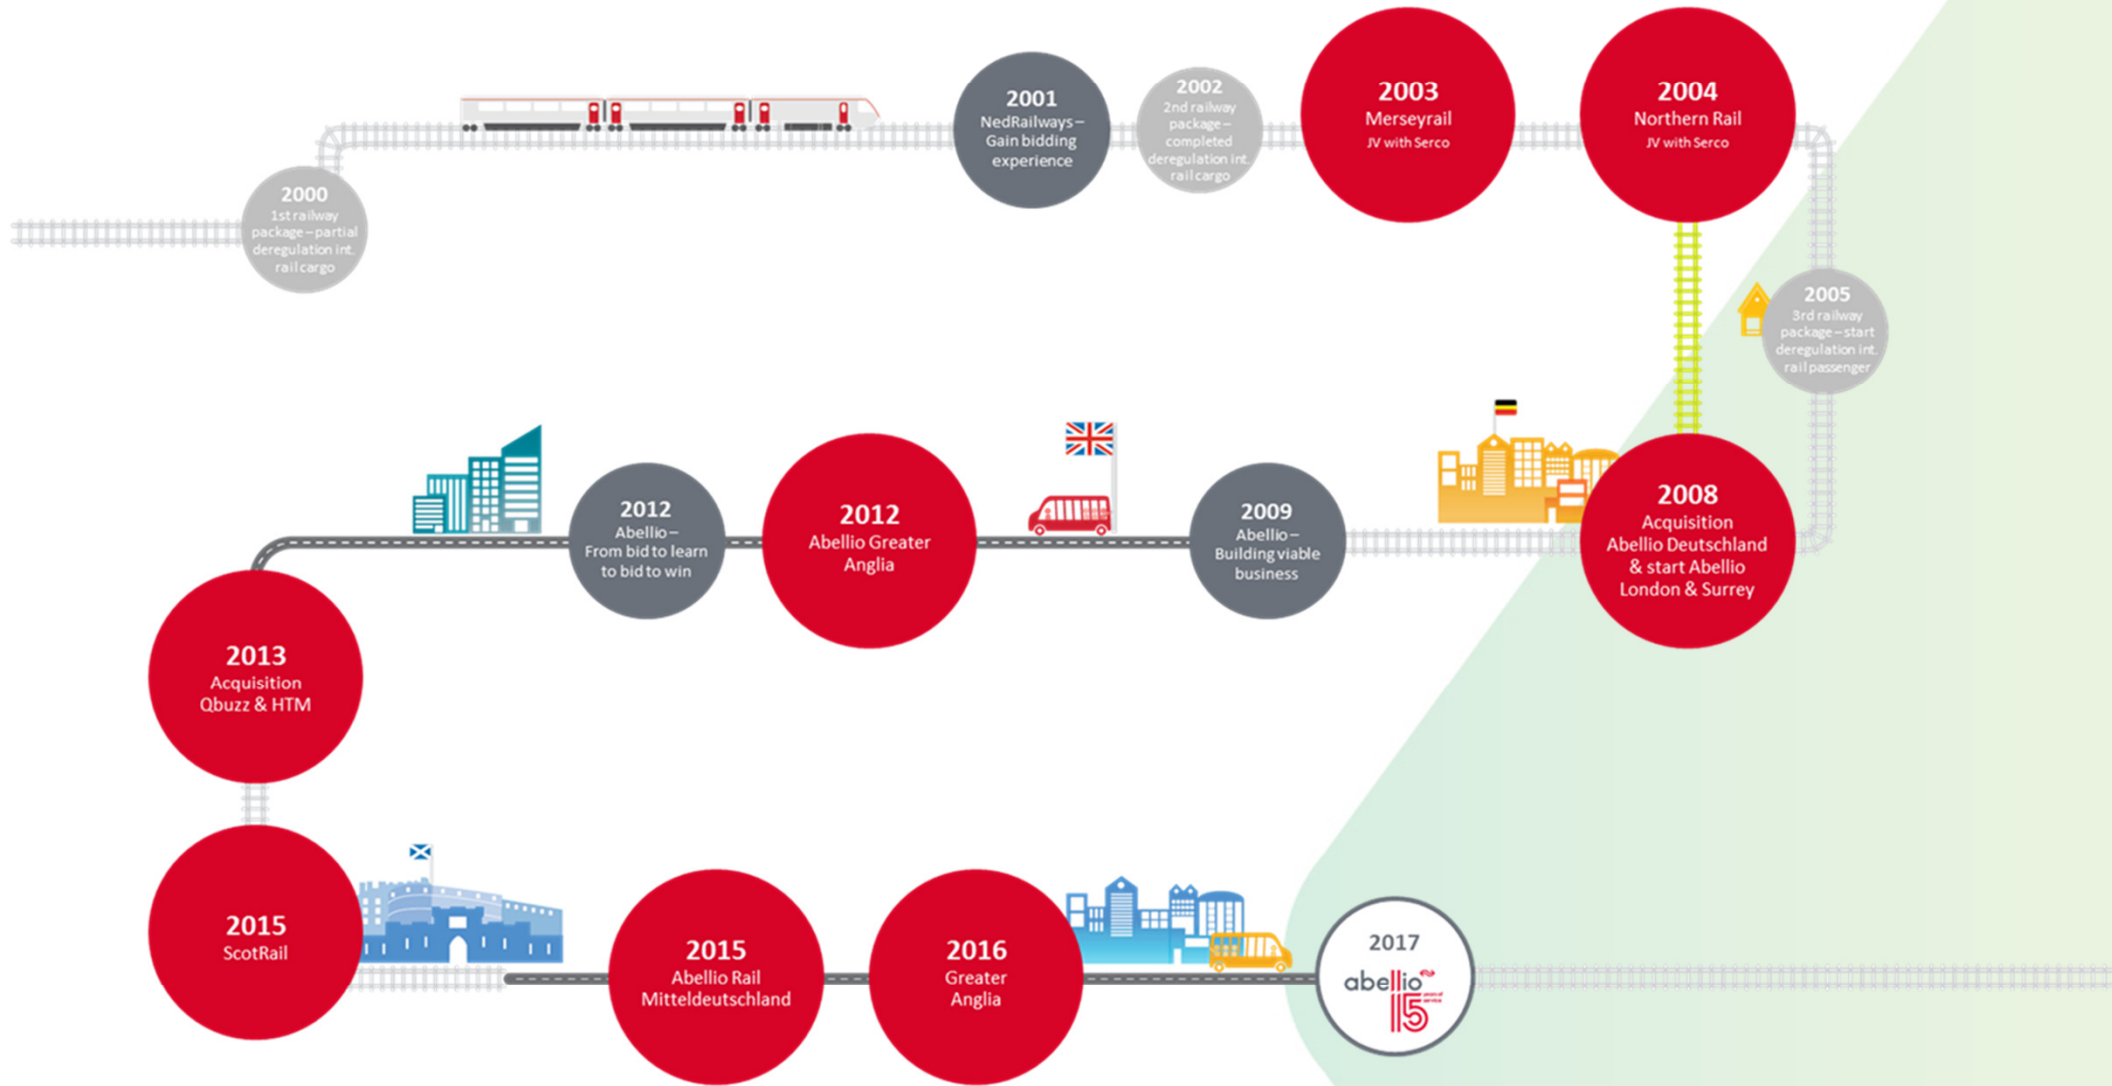 2000
1st railway
package – partial
deregulation int.
rail cargo
2001
NedRailways –
Gain bidding
experience
2002
2nd railway
package –
completed
deregulation int.
rail cargo
2003
Merseyrail
JV with Serco
2004
Northern Rail
JV with Serco
2005
3rd railway
package – start
deregulation int.
rail passenger
2008
Acquisition
Abellio Deutschland
& start Abellio
London & Surrey
2009
Abellio –
Building viable
business
2012
Abellio Greater
Anglia
2012
Abellio –
From bid to learn
to bid to win
2013
Acquisition
Qbuzz & HTM
2015
ScotRail
2015
Abellio Rail
Mitteldeutschland
2016
Greater
Anglia
2017
abellio
15
years of
service